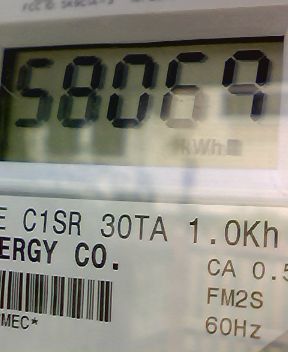 58069
kWh
E C1SR 30TA 1.0Kh
ERGY CO.
CA 0.5
FM2S
MEC*
60Hz